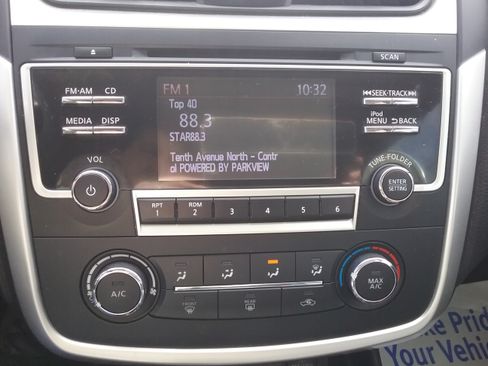 SCAN
FM•AM CD
MEDIA DISP
FM 1 10:32
Top 40
88.3
STAR88.3
Tenth Avenue North - Contr
ol POWERED BY PARKVIEW
SEEK•TRACK
iPod
MENU BACK
VOL
TUNE•FOLDER
ENTER
SETTING
RPT
1
RDM
2
3 4 5 6
A/C
FRONT
REAR
MAX
A/C
ke Pride
Your Vehic